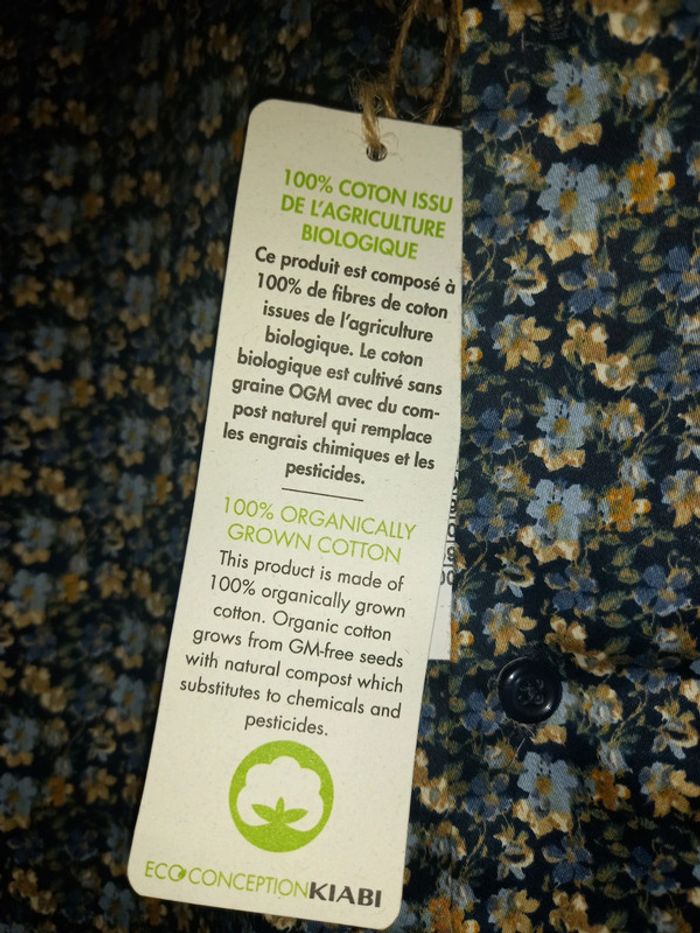 100% COTON ISSU
DE L'AGRICULTURE
BIOLOGIQUE
Ce produit est composé à
100% de fibres de coton
issues de l'agriculture
biologique. Le coton
biologique est cultivé sans
graine OGM avec du com-
post naturel qui remplace
les engrais chimiques et les
pesticides.
100% ORGANICALLY
GROWN COTTON
This product is made of
100% organically grown
cotton. Organic cotton
grows from GM-free seeds
with natural compost which
substitutes to chemicals and
pesticides.
ECOCONCEPTION KIABI